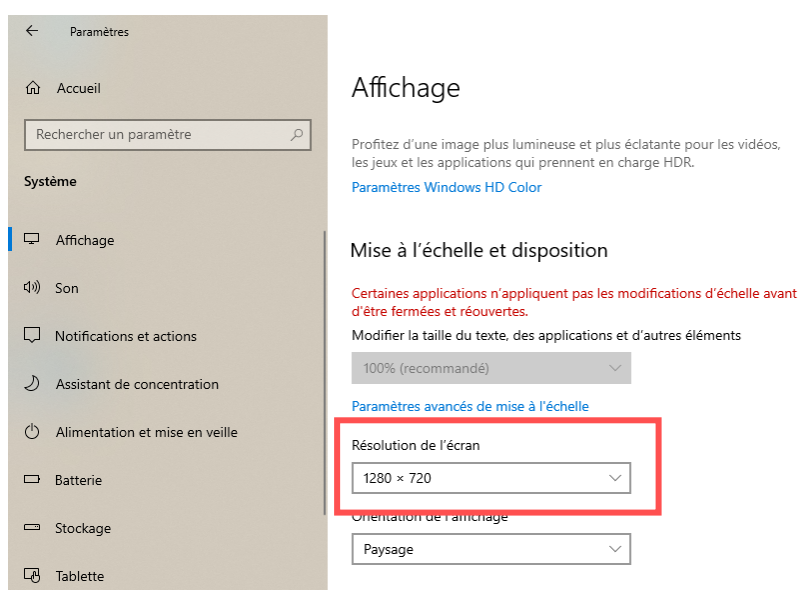 Paramètres
Accueil
Rechercher un paramètre
Système
Affichage
Son
Notifications et actions
Assistant de concentration
Alimentation et mise en veille
Batterie
Stockage
Tablette
Affichage
Profitez d'une image plus lumineuse et plus éclatante pour les vidéos,
les jeux et les applications qui prennent en charge HDR.
Paramètres Windows HD Color
Mise à l'échelle et disposition
Certaines applications n'appliquent pas les modifications d'échelle avant
d'être fermées et réouvertes.
Modifier la taille du texte, des applications et d'autres éléments
100% (recommandé)
Paramètres avancés de mise à l'échelle
Résolution de l'écran
1280 × 720
Orientation de l'affichage
Paysage